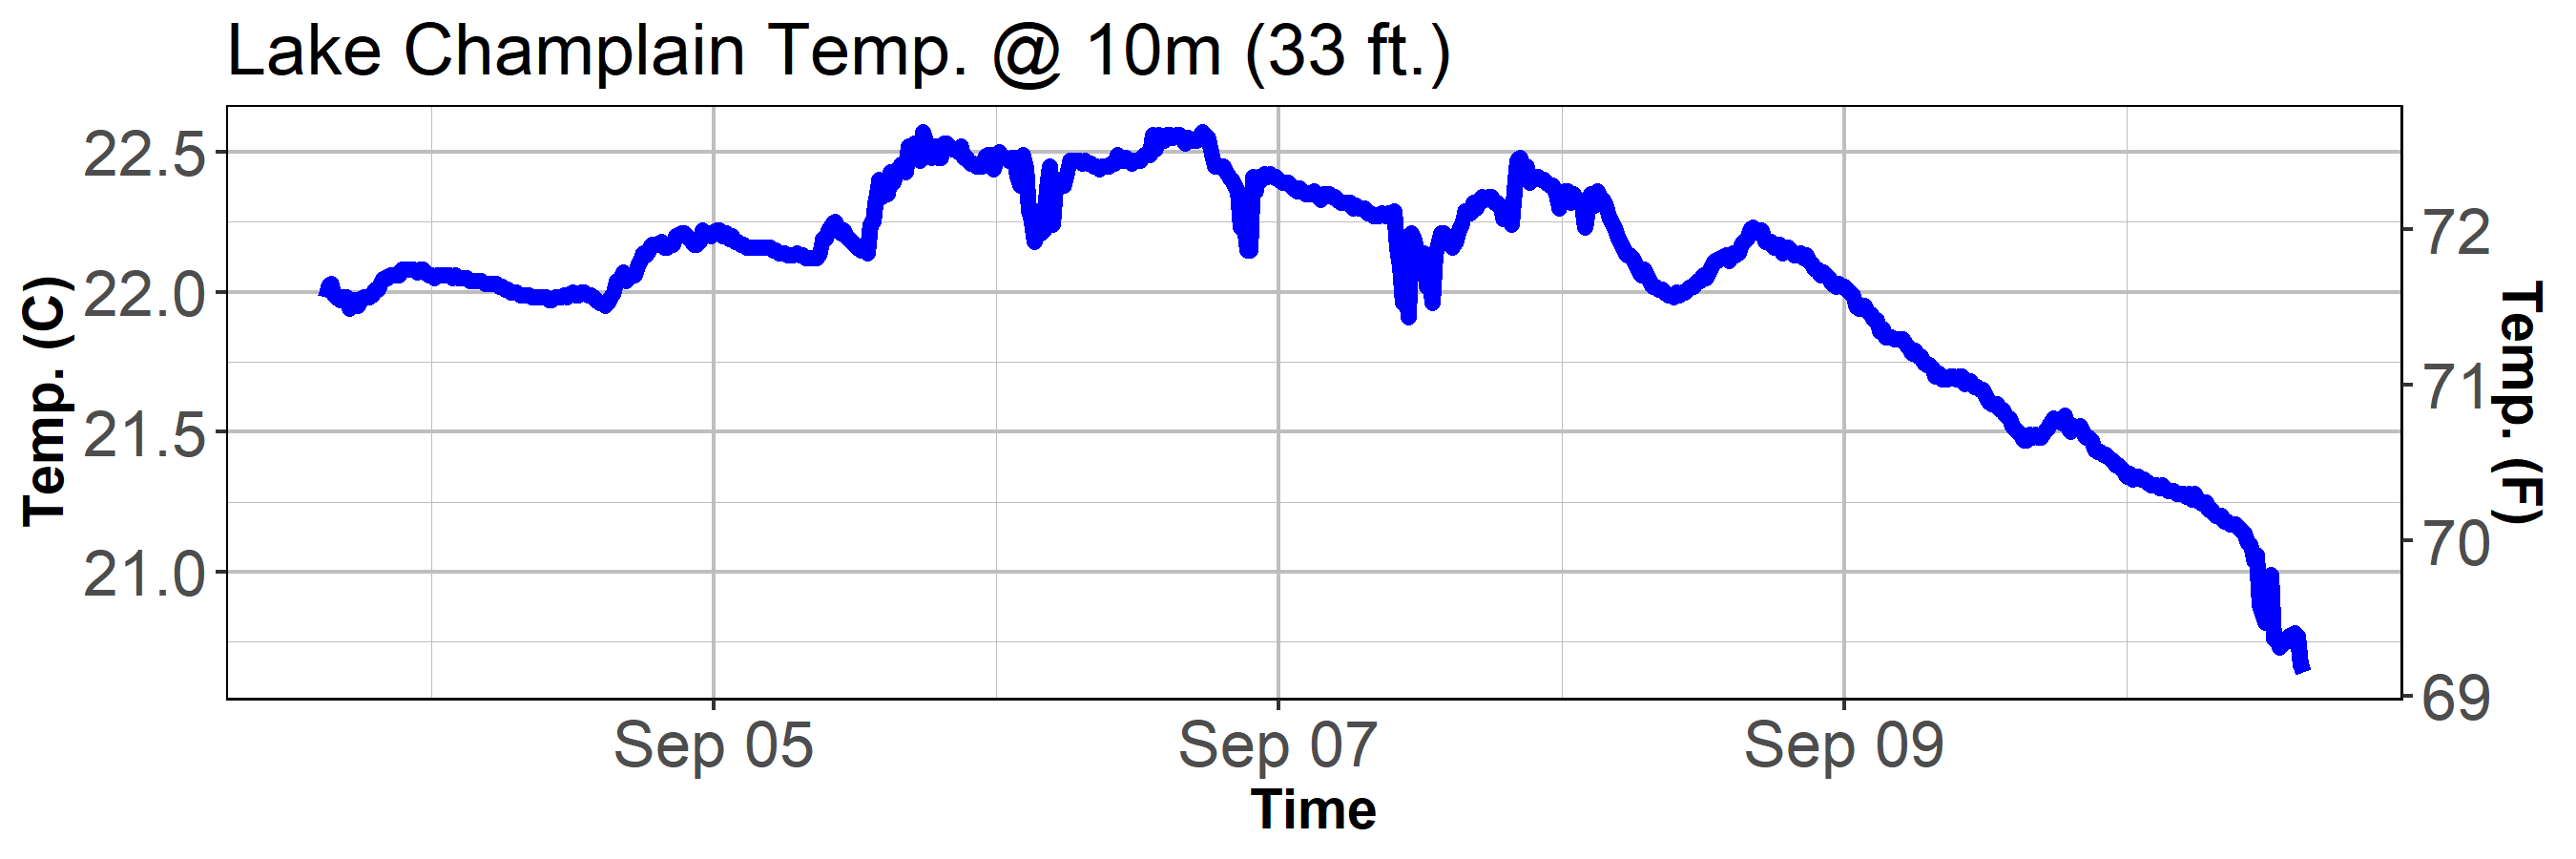 Lake Champlain Temp. @ 10m (33 ft.)
Temp. (C)
22.5
22.0
21.5
21.0
72
71
70
69
Temp. (F)
Sep 05
Sep 07
Sep 09
Time